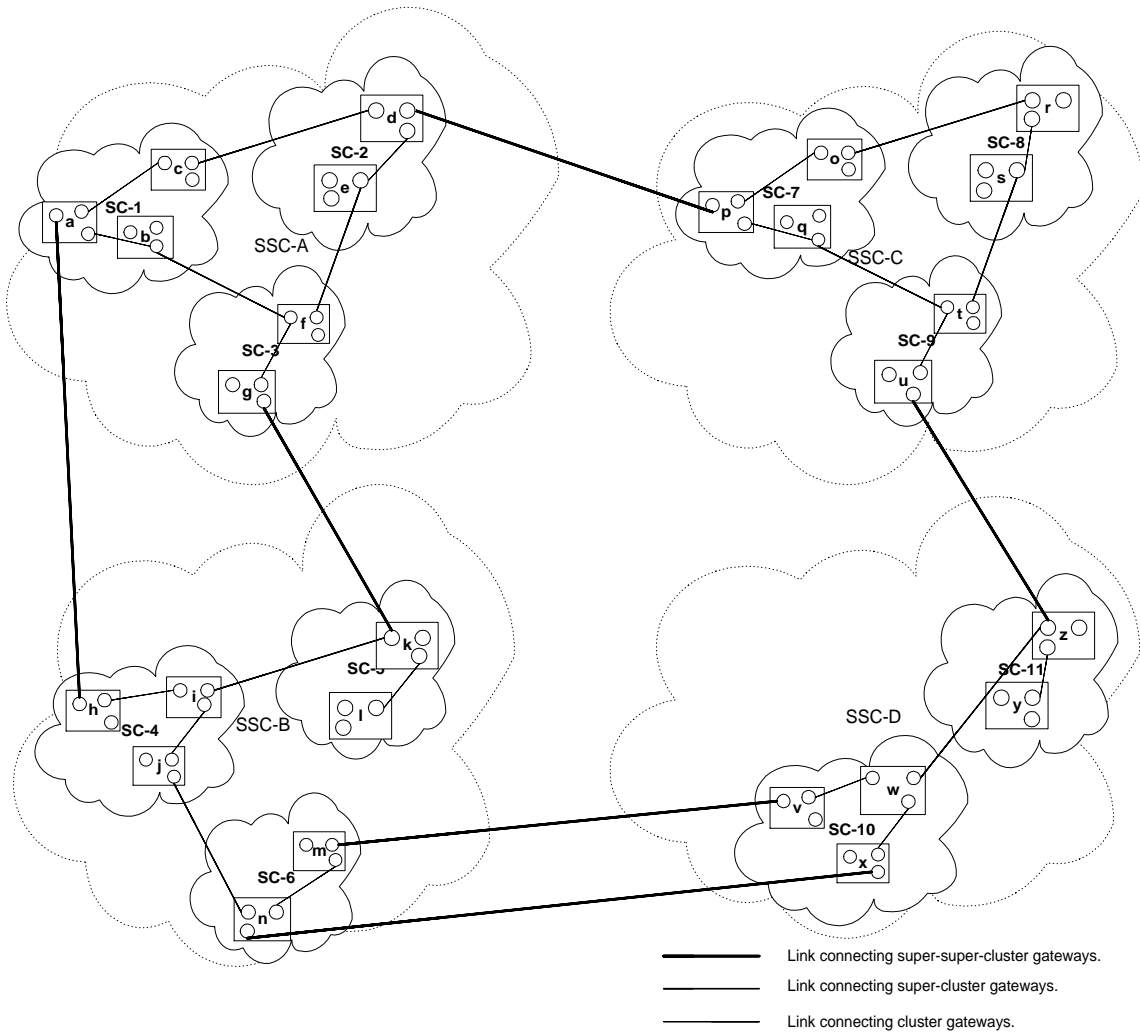 d
r
SC-2
o
SC-8
c
SC-7
e
s
SC-1
a
p
b
q
SSC-A
SSC-C
f
t
SC-3
SC-9
g
u
k
z
SC-11
h
i
l
y
SC-4
SSC-B
SSC-D
j
w
v
SC-10
m
x
SC-6
n
Link connecting super-super-cluster gateways.
Link connecting super-cluster gateways.
Link connecting cluster gateways.